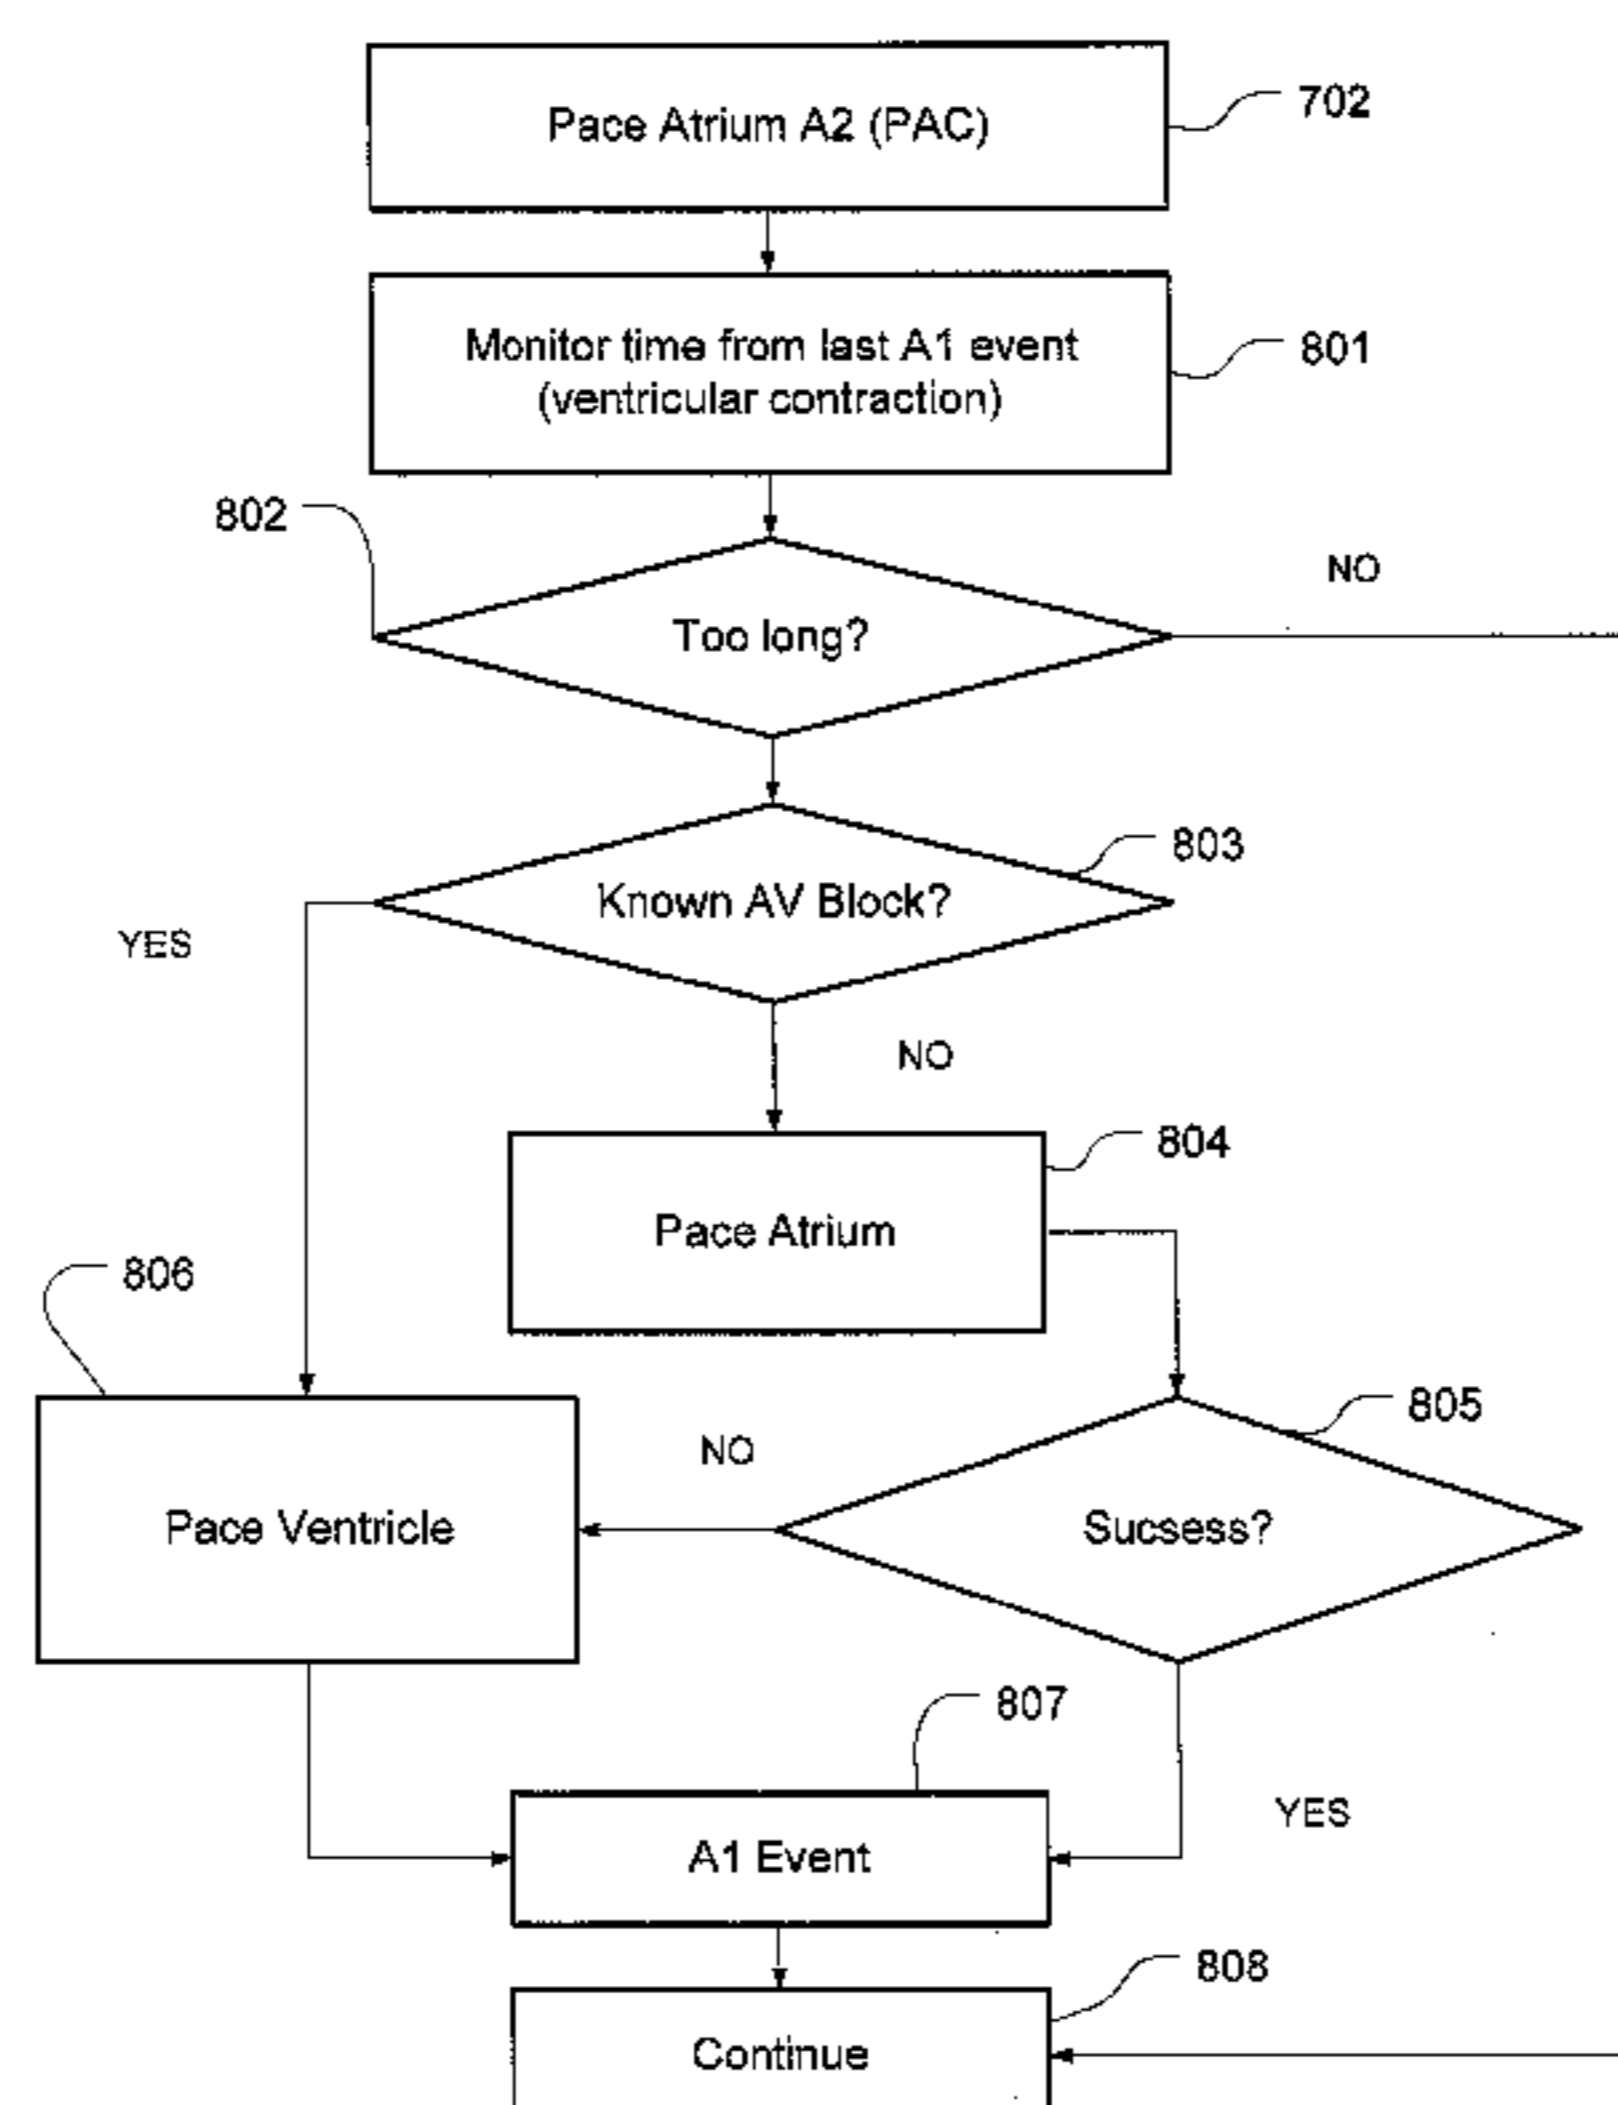 Pace Atrium A2 (PAC)
702
Monitor time from last A1 event
(ventricular contraction)
801
802
Too long?
NO
803
Known AV Block?
YES
NO
804
Pace Atrium
806
805
NO
Pace Ventricle
Sucsess?
807
A1 Event
YES
808
Continue